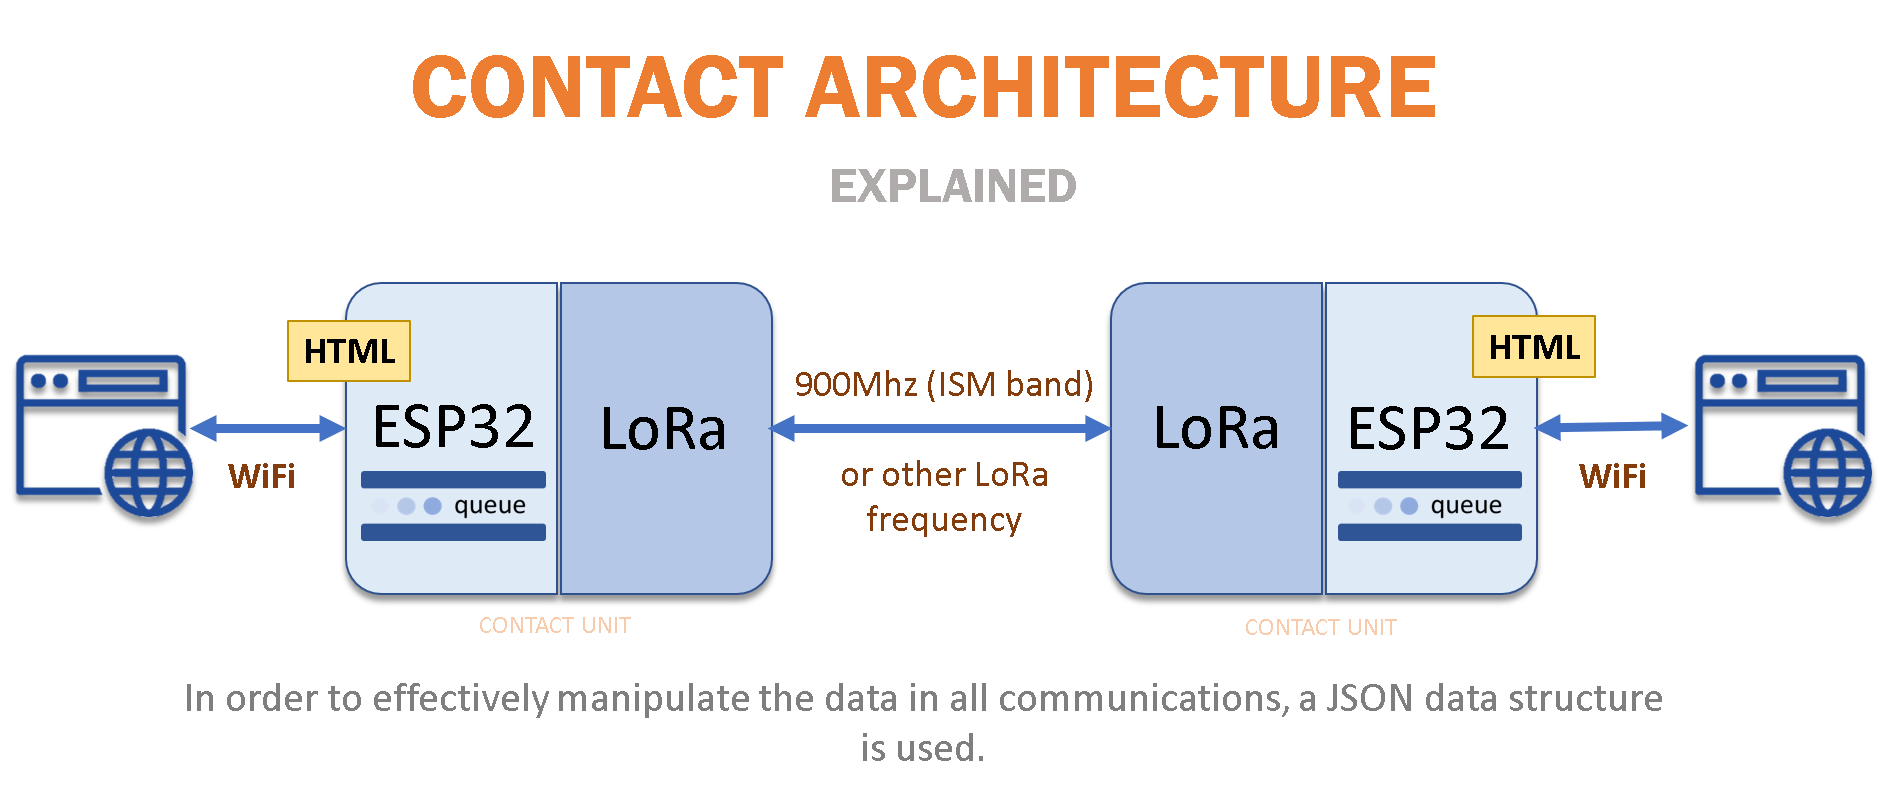 CONTACT ARCHITECTURE
EXPLAINED
HTML
ESP32
queue
LoRa
WiFi
CONTACT UNIT
900Mhz (ISM band)
or other LoRa
frequency
LoRa
HTML
ESP32
queue
WiFi
CONTACT UNIT
In order to effectively manipulate the data in all communications, a JSON data structure
is used.